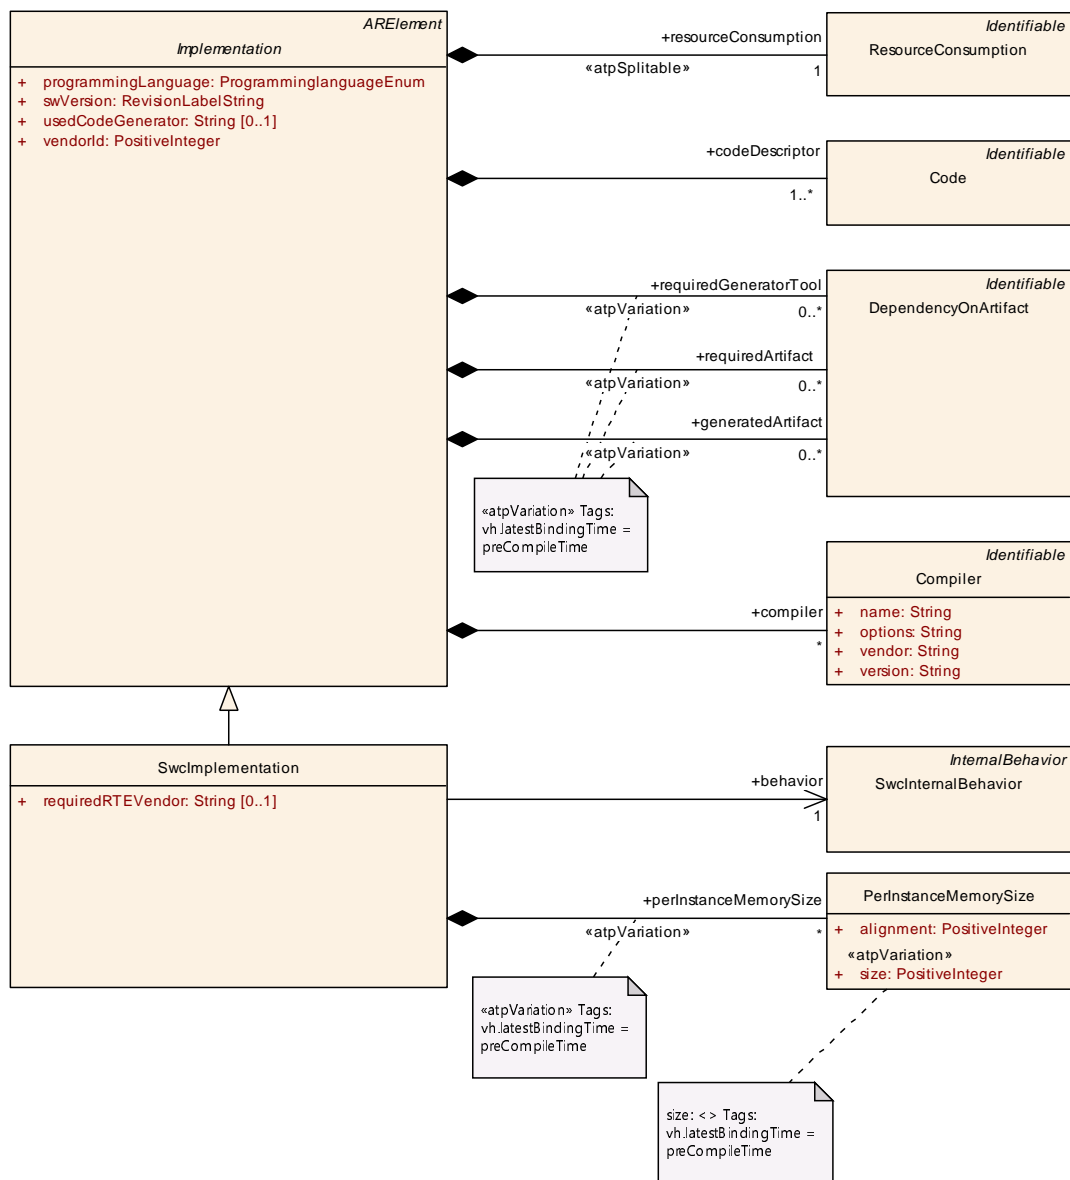 ARElement
Implementation
+ programmingLanguage: ProgramminglanguageEnum
+ swVersion: RevisionLabelString
+ usedCodeGenerator: String [0..1]
+ vendorId: PositiveInteger
+resourceConsumption
«atpSplitable»
1
Identifiable
ResourceConsumption
+codeDescriptor
1..*
Identifiable
Code
+requiredGeneratorTool
«atpVariation»
0..*
Identifiable
DependencyOnArtifact
+requiredArtifact
«atpVariation»
0..*
+generatedArtifact
«atpVariation»
0..*
«atpVariation» Tags:
vh.latestBindingTime =
preCompileTime
+compiler
*
Identifiable
Compiler
+ name: String
+ options: String
+ vendor: String
+ version: String
SwcImplementation
+ requiredRTEVendor: String [0..1]
+behavior
1
InternalBehavior
SwcInternalBehavior
+perInstanceMemorySize
«atpVariation»
*
PerInstanceMemorySize
+ alignment: PositiveInteger
«atpVariation»
+ size: PositiveInteger
«atpVariation» Tags:
vh.latestBindingTime =
preCompileTime
size: < > Tags:
vh.latestBindingTime =
preCompileTime